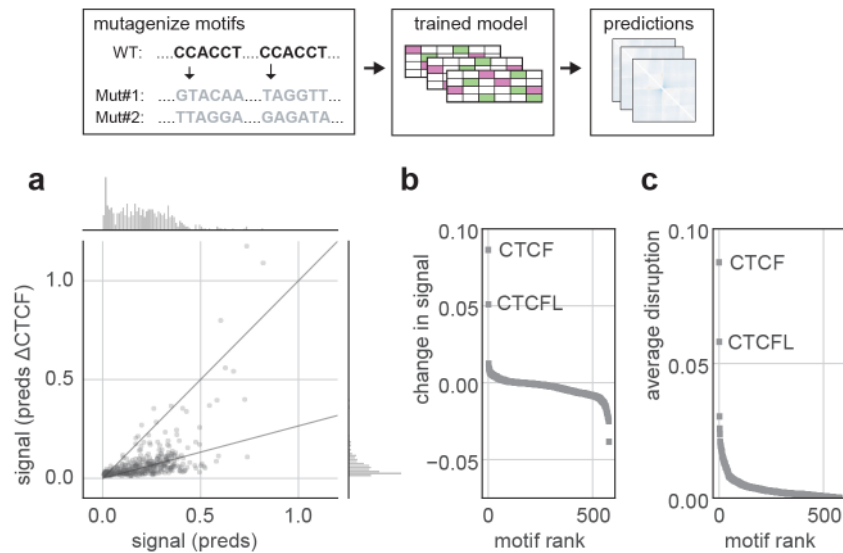 mutagenize motifs
WT: ....CCACCT....CCACCT...
Mut#1: ....GTACAA....TAGGTT...
Mut#2: ....TTAGGA....GAGATA...
trained model
predictions
a
signal (preds ΔCTCF)
1.0
0.5
0.0
0.0 0.5 1.0
signal (preds)
b
change in signal
0.10
0.05
0.00
−0.05
CTCF
CTCFL
0 500
motif rank
c
average disruption
0.10
0.05
0.00
CTCF
CTCFL
0 500
motif rank